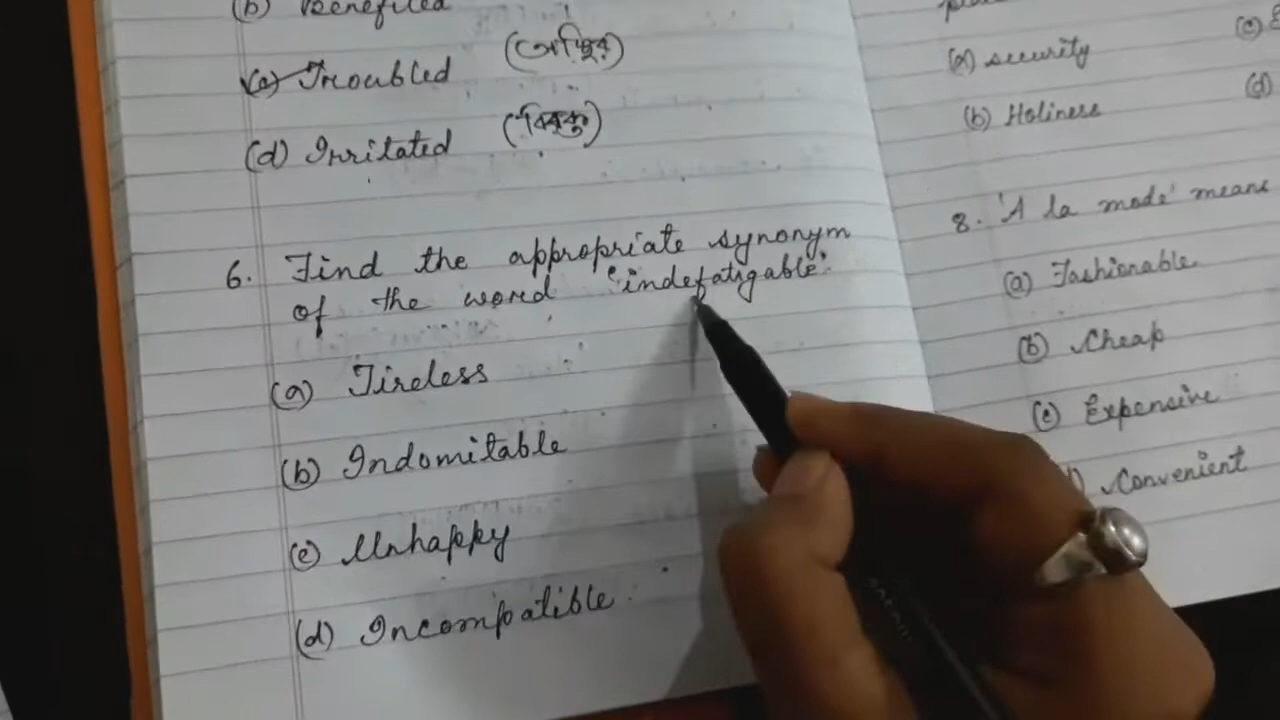 (b) Benefited
(c) Troubled (অস্থির)
(d) Irritated (বিরক্ত)
6. Find the appropriate synonym
of the word 'indefatigable'.
(a) Tireless
(b) Indomitable
(c) Unhappy
(d) Incompatible.
(a) security
(b) Holiness
(c)
(d)
8. 'A la mode' means
(a) Fashionable
(b) Cheap
(c) Expensive
Convenient